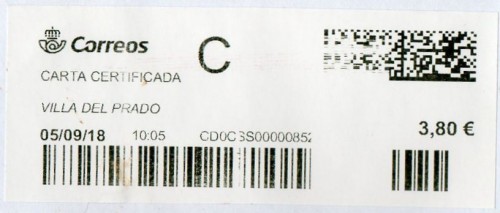 Correos
C
CARTA CERTIFICADA
VILLA DEL PRADO
05/09/18 10:05 CD0CSS00000852
3,80 €